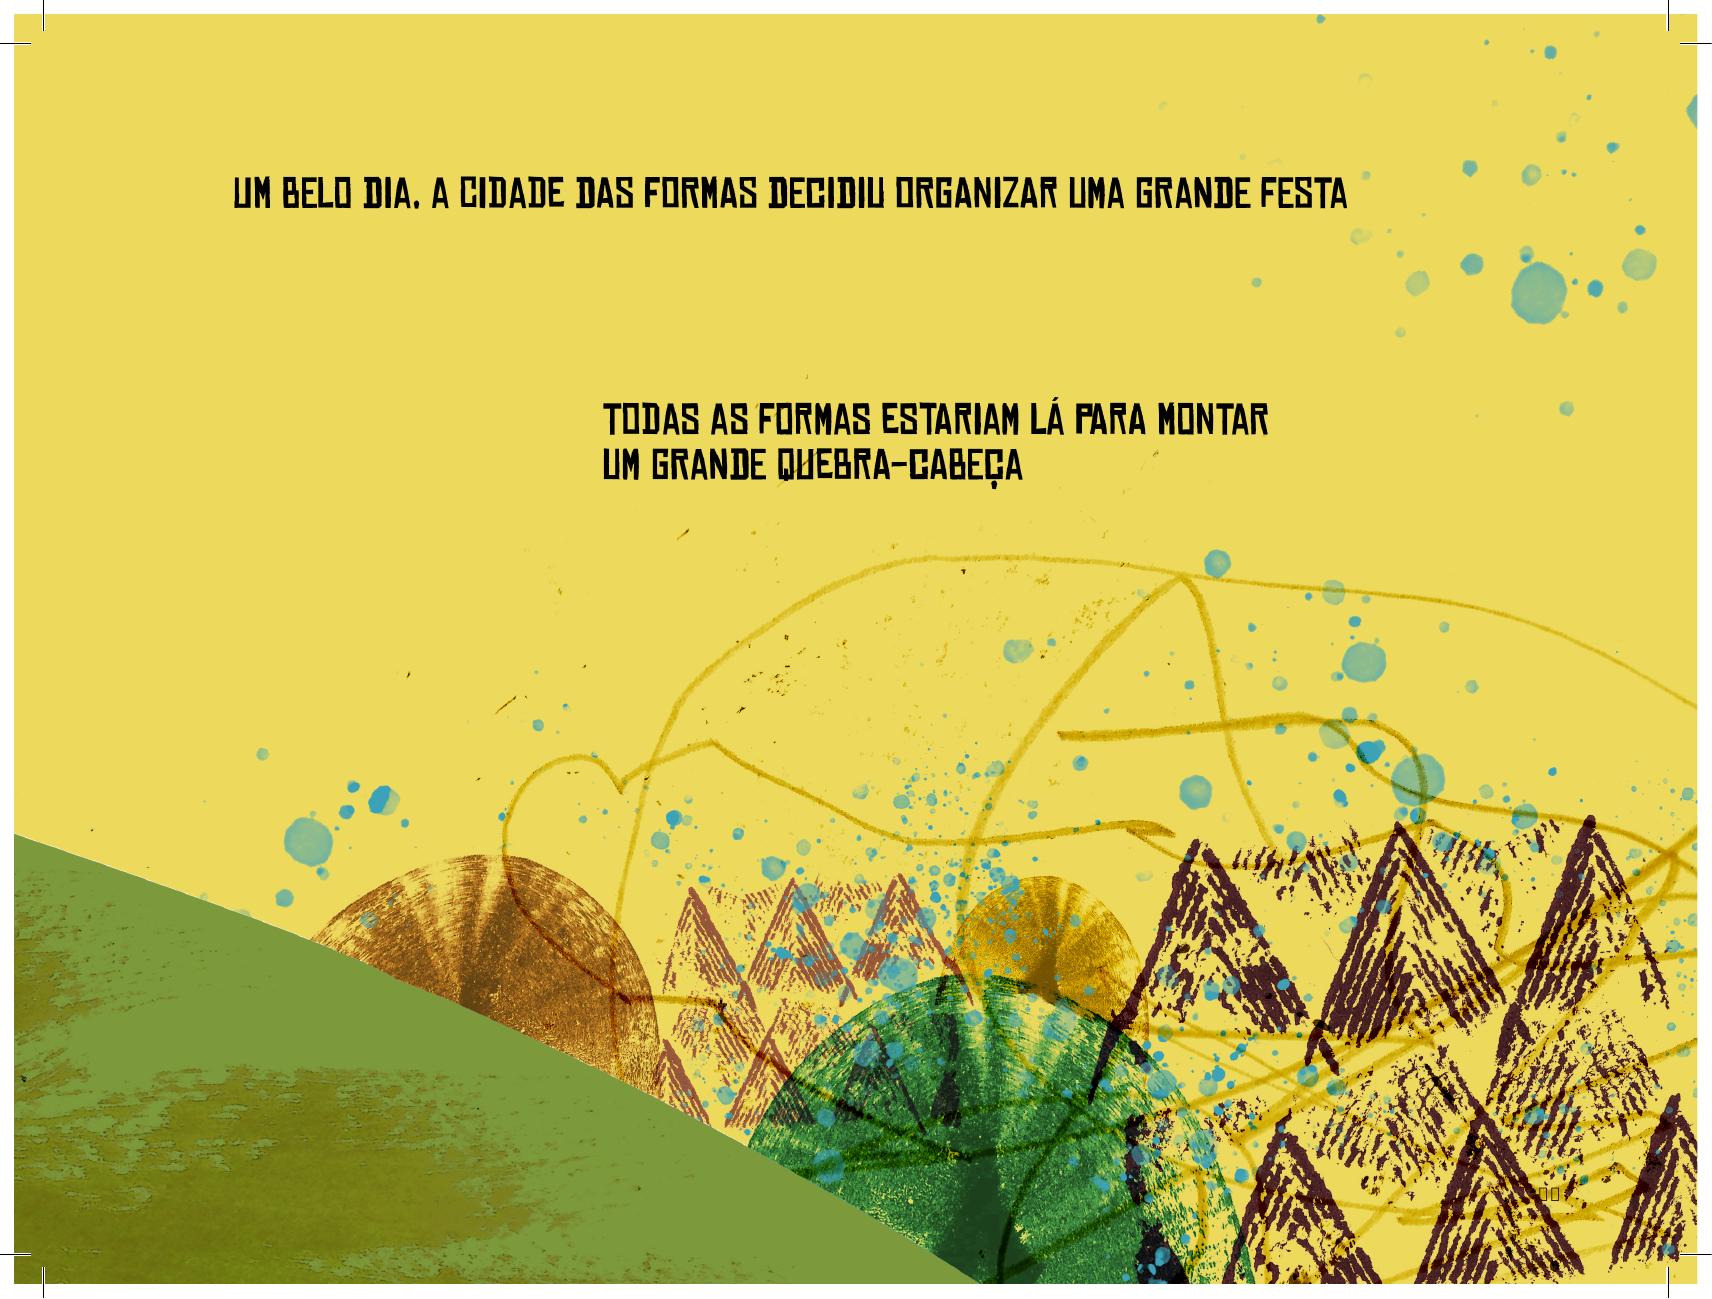 UM BELO DIA, A CIDADE DAS FORMAS DECIDIU ORGANIZAR UMA GRANDE FESTA
TODAS AS FORMAS ESTARIAM LÁ PARA MONTAR
UM GRANDE QUEBRA-CABEÇA